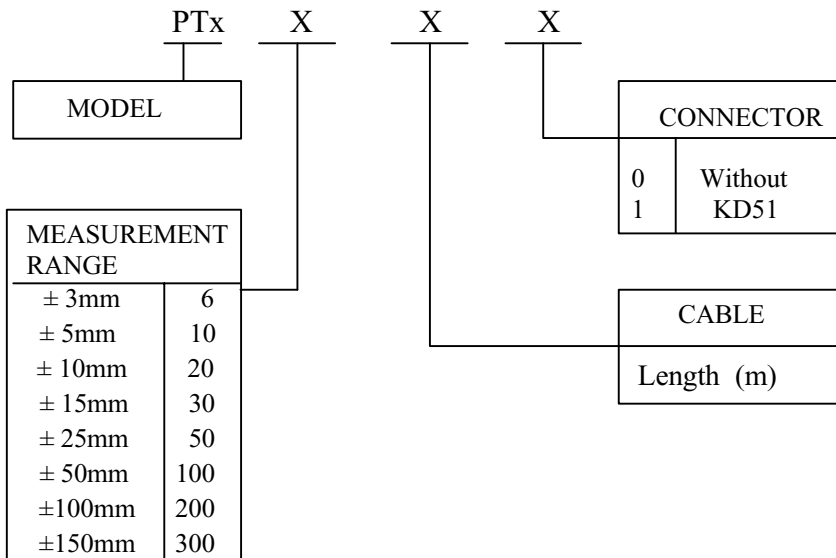 PTx X X X
MODEL
CONNECTOR
0 Without
1 KD51
MEASUREMENT
RANGE
± 3mm 6
± 5mm 10
± 10mm 20
± 15mm 30
± 25mm 50
± 50mm 100
±100mm 200
±150mm 300
CABLE
Length (m)